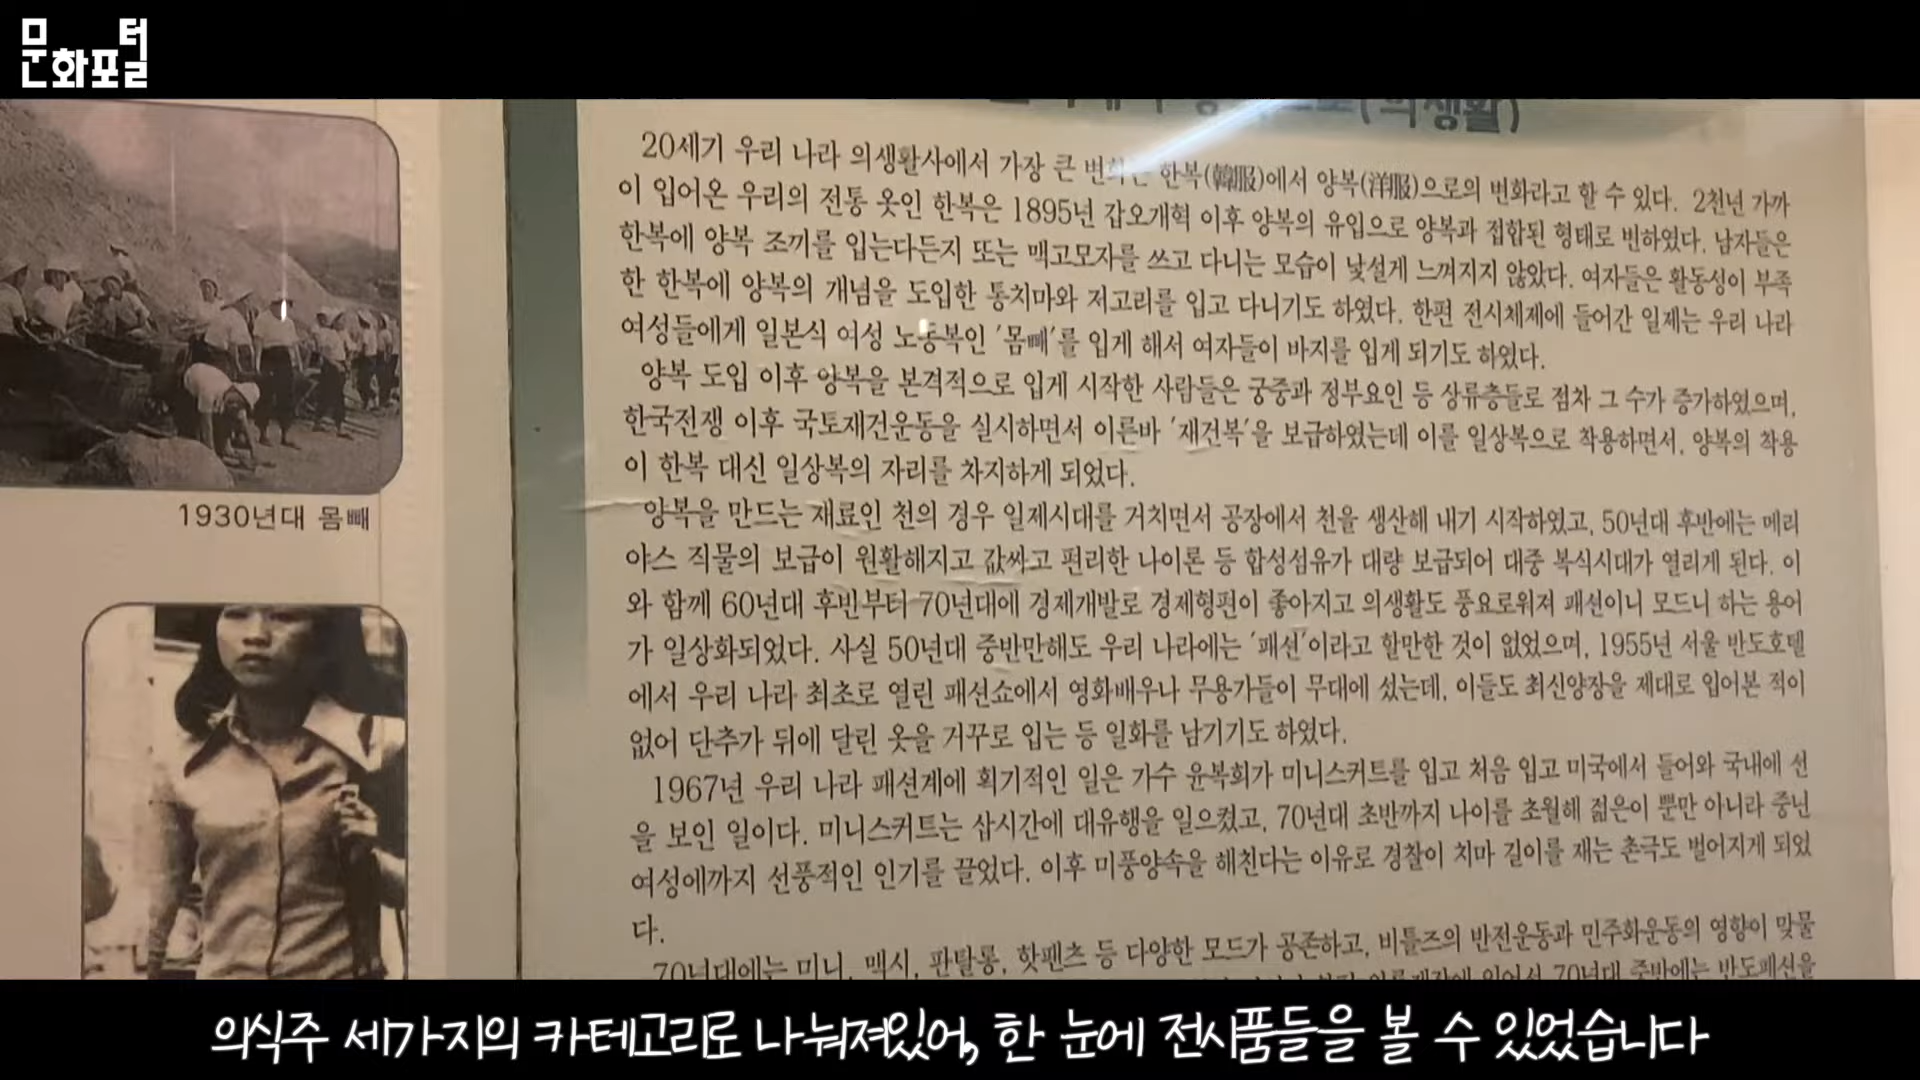 문화포털
(의생활)
20세기 우리 나라 의생활사에서 가장 큰 변화는 한복(韓服)에서 양복(洋服)으로의 변화라고 할 수 있다. 2천년 가까
이 입어온 우리의 전통 옷인 한복은 1895년 갑오개혁 이후 양복의 유입으로 양복과 접합된 형태로 변하였다. 남자들은
한복에 양복 조끼를 입는다든지 또는 맥고모자를 쓰고 다니는 모습이 낯설게 느껴지지 않았다. 여자들은 활동성이 부족
한 한복에 양복의 개념을 도입한 통치마와 저고리를 입고 다니기도 하였다. 한편 전시체제에 들어간 일제는 우리 나라
여성들에게 일본식 여성 노동복인 '몸빼'를 입게 해서 여자들이 바지를 입게 되기도 하였다.
양복 도입 이후 양복을 본격적으로 입게 시작한 사람들은 궁중과 정부요인 등 상류층들로 점차 그 수가 증가하였으며,
한국전쟁 이후 국토재건운동을 실시하면서 이른바 '재건복'을 보급하였는데 이를 일상복으로 착용하면서, 양복의 착용
이 한복 대신 일상복의 자리를 차지하게 되었다.
양복을 만드는 재료인 천의 경우 일제시대를 거치면서 공장에서 천을 생산해 내기 시작하였고, 50년대 후반에는 메리
야스 직물의 보급이 원활해지고 값싸고 편리한 나이론 등 합성섬유가 대량 보급되어 대중 복식시대가 열리게 된다. 이
와 함께 60년대 후반부터 70년대에 경제개발로 경제형편이 좋아지고 의생활도 풍요로워져 패션이니 모드니 하는 용어
가 일상화되었다. 사실 50년대 중반만해도 우리 나라에는 '패션'이라고 할만한 것이 없었으며, 1955년 서울 반도호텔
에서 우리 나라 최초로 열린 패션쇼에서 영화배우나 무용가들이 무대에 섰는데, 이들도 최신양장을 제대로 입어본 적이
없어 단추가 뒤에 달린 옷을 거꾸로 입는 등 일화를 남기기도 하였다.
1967년 우리 나라 패션계에 획기적인 일은 가수 윤복희가 미니스커트를 입고 처음 입고 미국에서 들어와 국내에 선
을 보인 일이다. 미니스커트는 삽시간에 대유행을 일으켰고, 70년대 초반까지 나이를 초월해 젊은이 뿐만 아니라 중년
여성에까지 선풍적인 인기를 끌었다. 이후 미풍양속을 해친다는 이유로 경찰이 치마 길이를 재는 촌극도 벌어지게 되었
다.
70년대에는 미니, 맥시, 판탈롱, 핫팬츠 등 다양한 모드가 공존하고, 비틀즈의 반전운동과 민주화운동의 영향이 맞물
70년대 중반에는 반도패션을
1930년대 몸빼
의식주 세가지의 카테고리로 나눠져있어, 한 눈에 전시품들을 볼 수 있었습니다